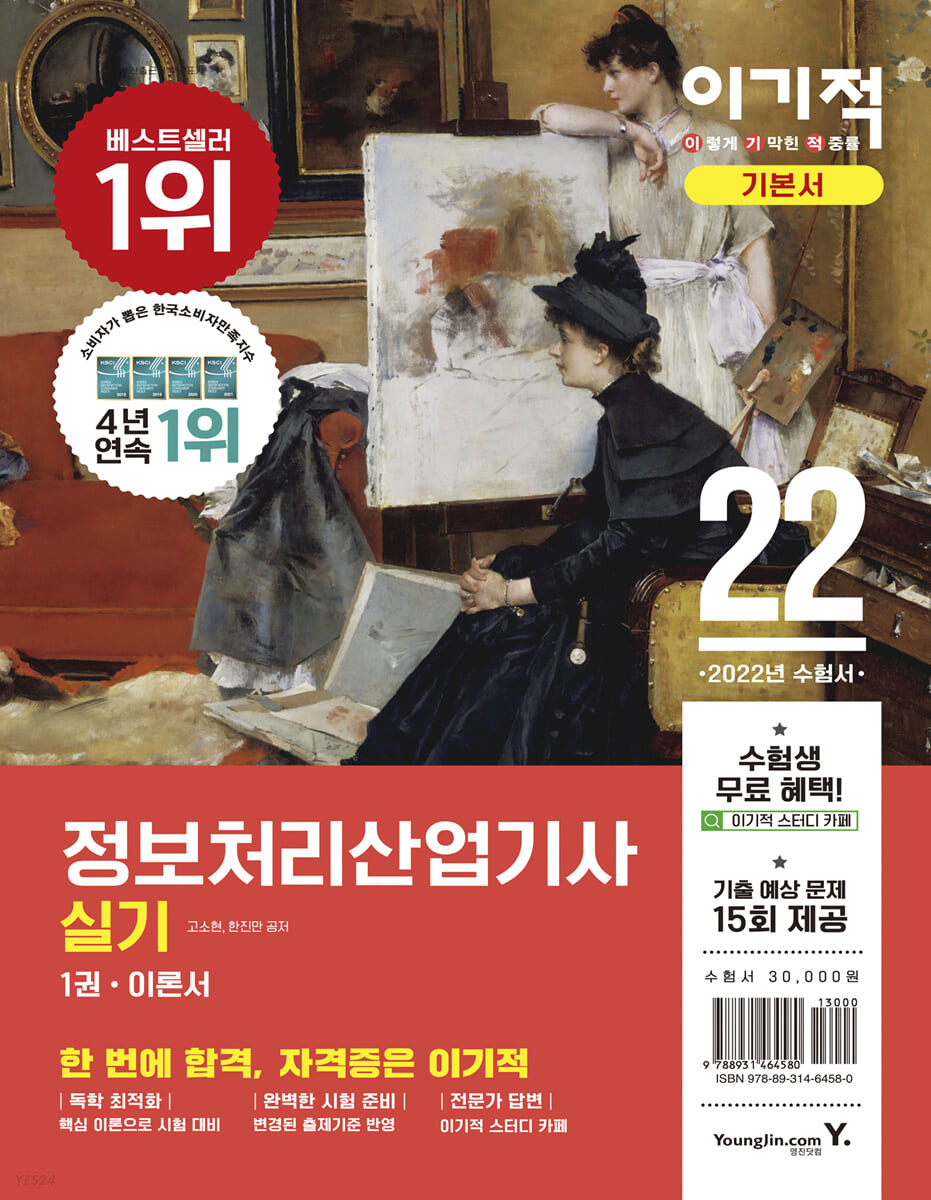 베스트셀러
1위
소비자가 뽑은 한국소비자만족지수
KSCI KSCI KSCI KSCI
2018 2019 2020 2021
4년
연속 1위
이기적
이렇게 기막힌 적중률
기본서
22
•2022년 수험서•
수험생
무료 혜택!
이기적 스터디 카페
기출 예상 문제
15회 제공
수험서 30,000원
13000
9 788931 464580
ISBN 978-89-314-6458-0
YoungJin.com Y.
영진닷컴
정보처리산업기사
실기
고소현, 한진만 공저
1권 • 이론서
한 번에 합격, 자격증은 이기적
| 독학 최적화 |
핵심 이론으로 시험 대비
| 완벽한 시험 준비 |
변경된 출제기준 반영
| 전문가 답변 |
이기적 스터디 카페
YES24